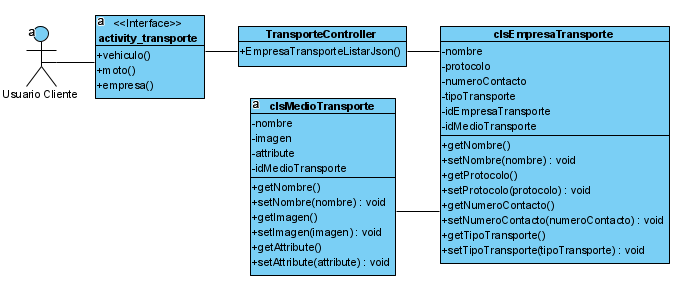 a
Usuario Cliente
a
<<Interface>>
activity_transporte
+vehiculo()
+moto()
+empresa()
TransporteController
+EmpresaTransporteListarJson()
clsEmpresaTransporte
-nombre
-protocolo
-numeroContacto
-tipoTransporte
-idEmpresaTransporte
-idMedioTransporte
+getNombre()
+setNombre(nombre) : void
+getProtocolo()
+setProtocolo(protocolo) : void
+getNumeroContacto()
+setNumeroContacto(numeroContacto) : void
+getTipoTransporte()
+setTipoTransporte(tipoTransporte) : void
a
clsMedioTransporte
-nombre
-imagen
-attribute
-idMedioTransporte
+getNombre()
+setNombre(nombre) : void
+getImagen()
+setImagen(imagen) : void
+getAttribute()
+setAttribute(attribute) : void